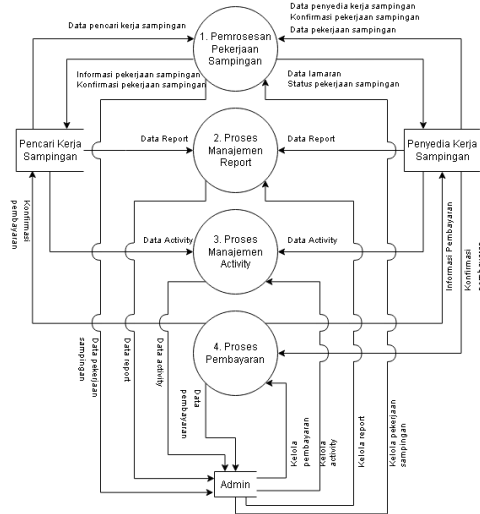 Data pencari kerja sampingan
Data penyedia kerja sampingan
Konfirmasi pekerjaan sampingan
Data pekerjaan sampingan
1. Pemrosesan
Pekerjaan
Sampingan
Informasi pekerjaan sampingan
Konfirmasi pekerjaan sampingan
Data lamaran
Status pekerjaan sampingan
Pencari Kerja
Sampingan
Data Report
2. Proses
Manajemen
Report
Data Report
Penyedia Kerja
Sampingan
Konfirmasi
pembayaran
Data Activity
3. Proses
Manajemen
Activity
Data Activity
Informasi Pembayaran
Konfirmasi
4. Proses
Pembayaran
Data pekerjaan
sampingan
Data report
Data activity
Data
pembayaran
Kelola
pembayaran
Kelola
activity
Kelola report
Kelola pekerjaan
sampingan
Admin